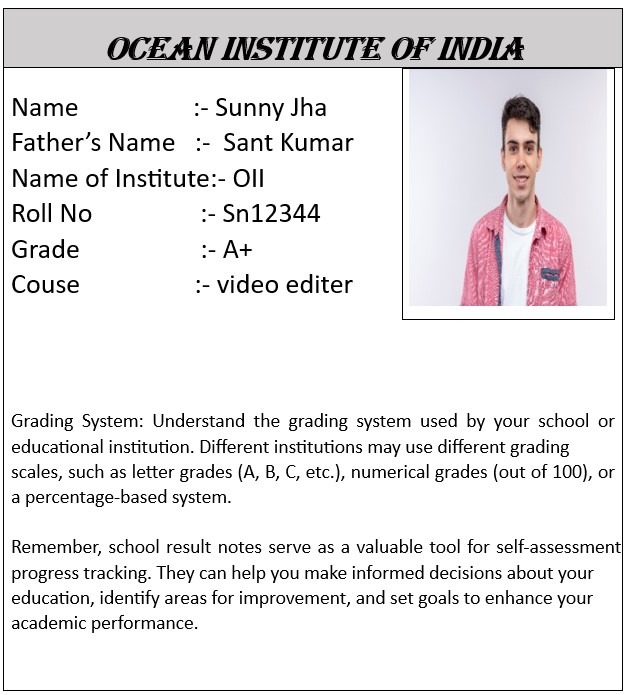 OCEAN INSTITUTE OF INDIA
Name :- Sunny Jha
Father’s Name :- Sant Kumar
Name of Institute:- OII
Roll No :- Sn12344
Grade :- A+
Couse :- video editer
Grading System: Understand the grading system used by your school or
educational institution. Different institutions may use different grading
scales, such as letter grades (A, B, C, etc.), numerical grades (out of 100), or
a percentage-based system.
Remember, school result notes serve as a valuable tool for self-assessment
progress tracking. They can help you make informed decisions about your
education, identify areas for improvement, and set goals to enhance your
academic performance.